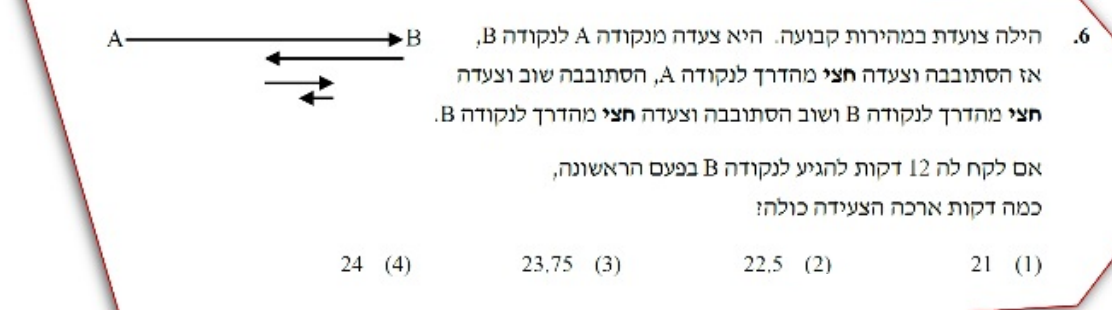 A B
6. הילה צועדת במהירות קבועה. היא צעדה מנקודה A לנקודה B,
אז הסתובבה וצעדה חצי מהדרך לנקודה A, הסתובבה שוב וצעדה
חצי מהדרך לנקודה B ושוב הסתובבה וצעדה חצי מהדרך לנקודה B.
אם לקח לה 12 דקות להגיע לנקודה B בפעם הראשונה,
כמה דקות ארכה הצעידה כולה?
(1) 21 (2) 22,5 (3) 23,75 (4) 24